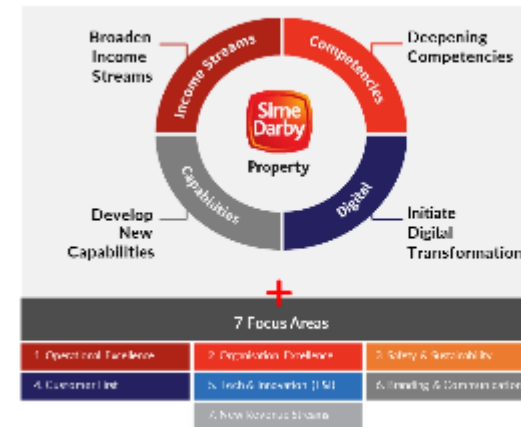 Broaden
Income
Streams
Income Streams
Competencies
Deepening
Competencies
Sime
Darby
Property
Capabilities
Digital
Develop
New
Capabilities
Initiate
Digital
Transformation
+
7 Focus Areas
1. Operational Excellence
2. Organisation Excellence
3. Safety & Sustainability
4. Customer First
5. Tech & Innovation
6. Branding & Communication
7. New Revenue Streams